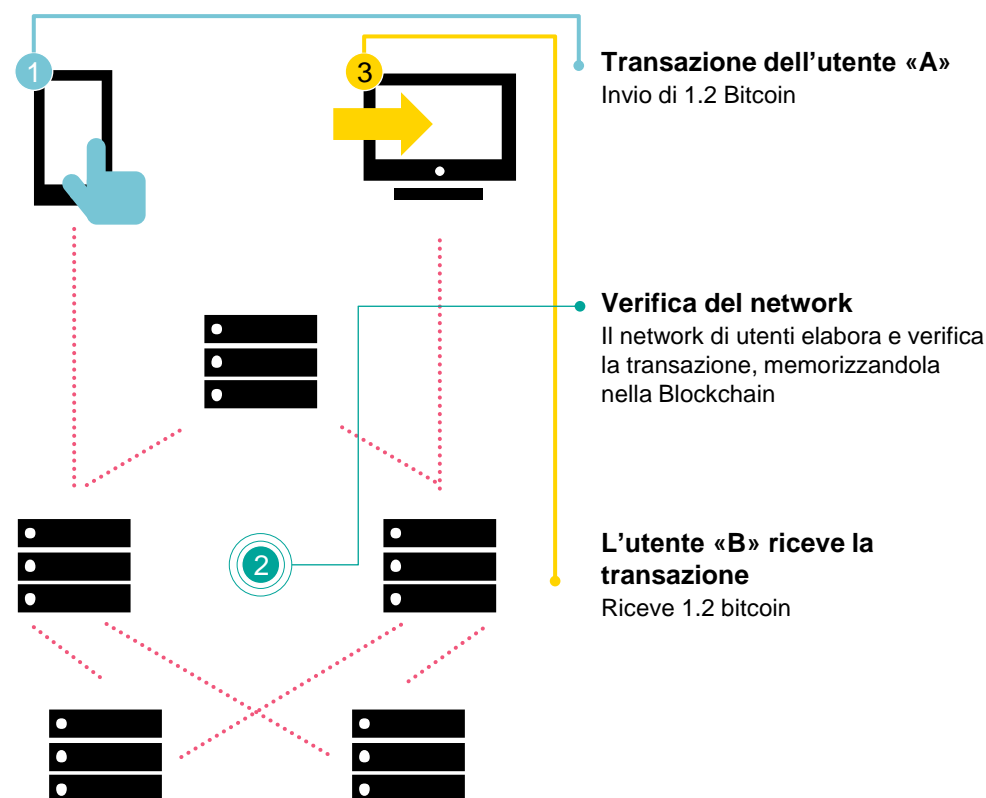 1
3
Transazione dell’utente «A»
Invio di 1.2 Bitcoin
Verifica del network
Il network di utenti elabora e verifica
la transazione, memorizzandola
nella Blockchain
2
L’utente «B» riceve la
transazione
Riceve 1.2 bitcoin